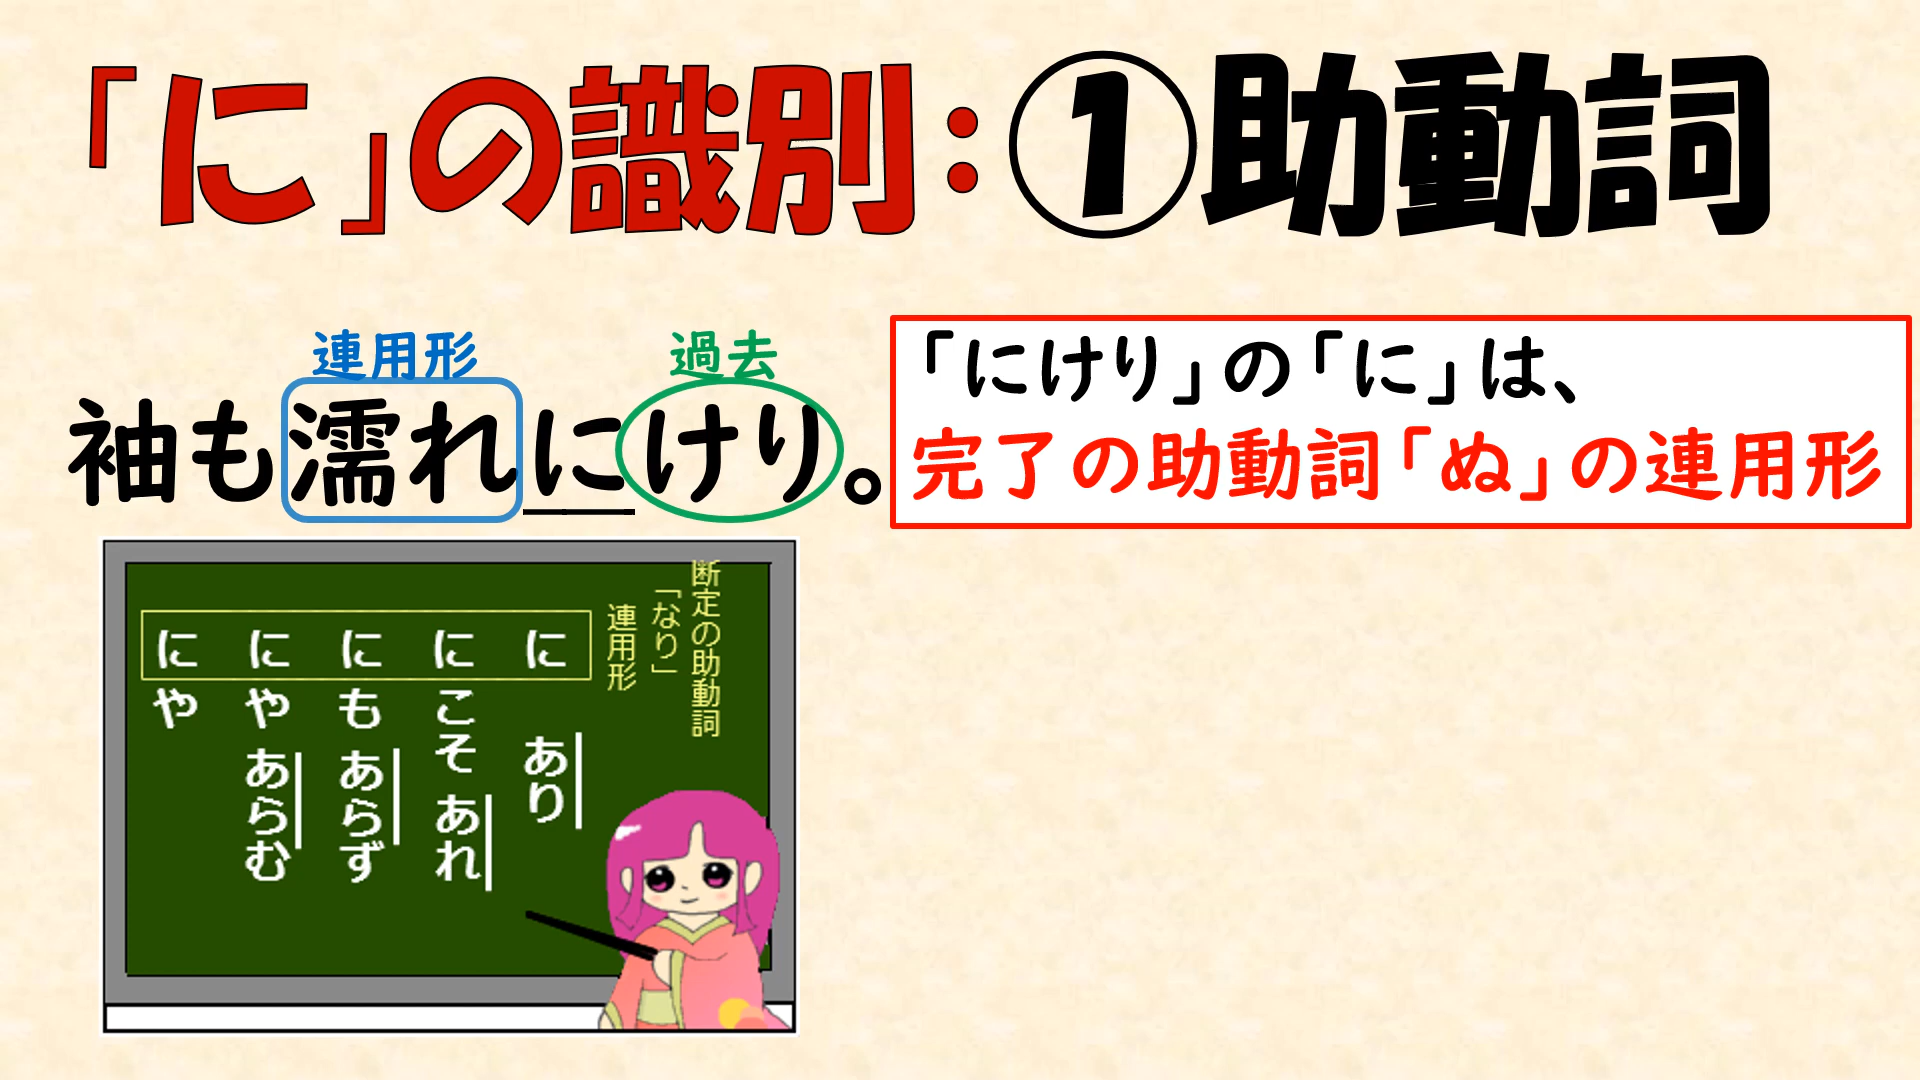 「に」の識別:①助動詞
連用形
過去
袖も濡れにけり。
「にけり」の「に」は、
完了の助動詞「ぬ」の連用形
断定の助動詞
「なり」
連用形
に あり
にこそ あれ
にも あらず
にや あらむ
にや